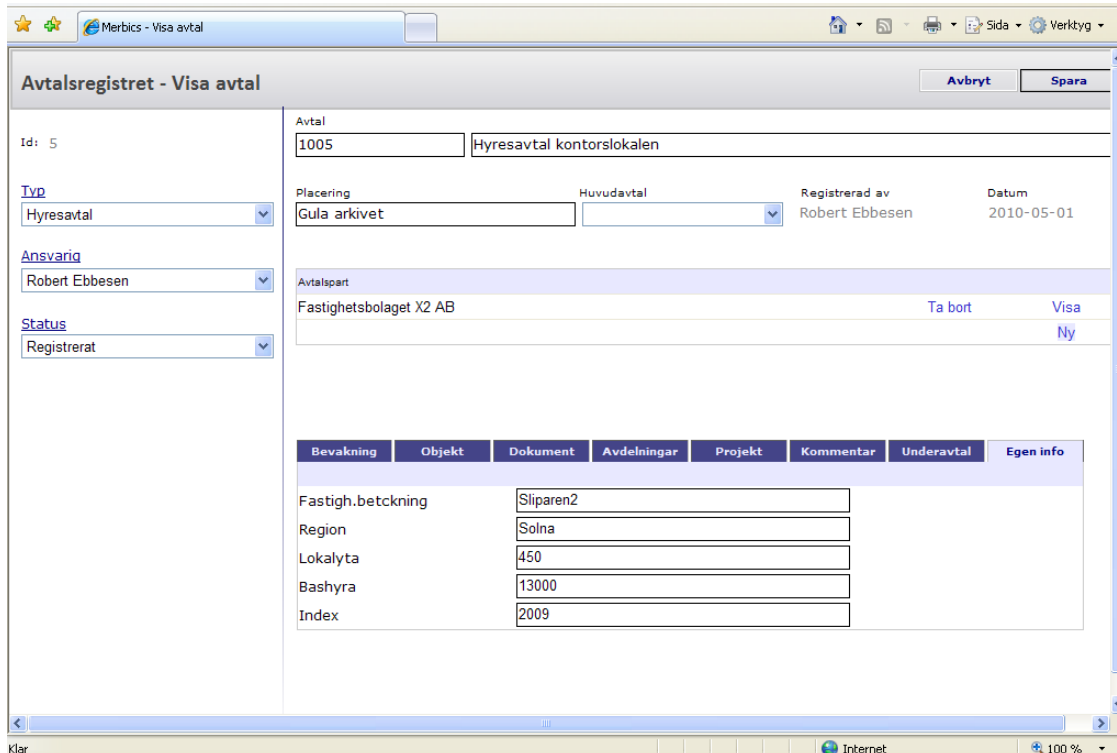 Merbics - Visa avtal
Sida
Verktyg
Avtalsregistret - Visa avtal
Avbryt
Spara
Id: 5
Typ
Hyresavtal
Ansvarig
Robert Ebbesen
Status
Registrerat
Avtal
1005
Hyresavtal kontorslokalen
Placering
Huvudavtal
Registrerad av
Datum
Gula arkivet
Robert Ebbesen
2010-05-01
Avtalspart
Fastighetsbolaget X2 AB
Ta bort
Visa
Ny
Bevakning
Objekt
Dokument
Avdelningar
Projekt
Kommentar
Underavtal
Egen info
Fastigh.betckning
Sliparen2
Region
Solna
Lokalyta
450
Bashyra
13000
Index
2009
Klar
Internet
100 %